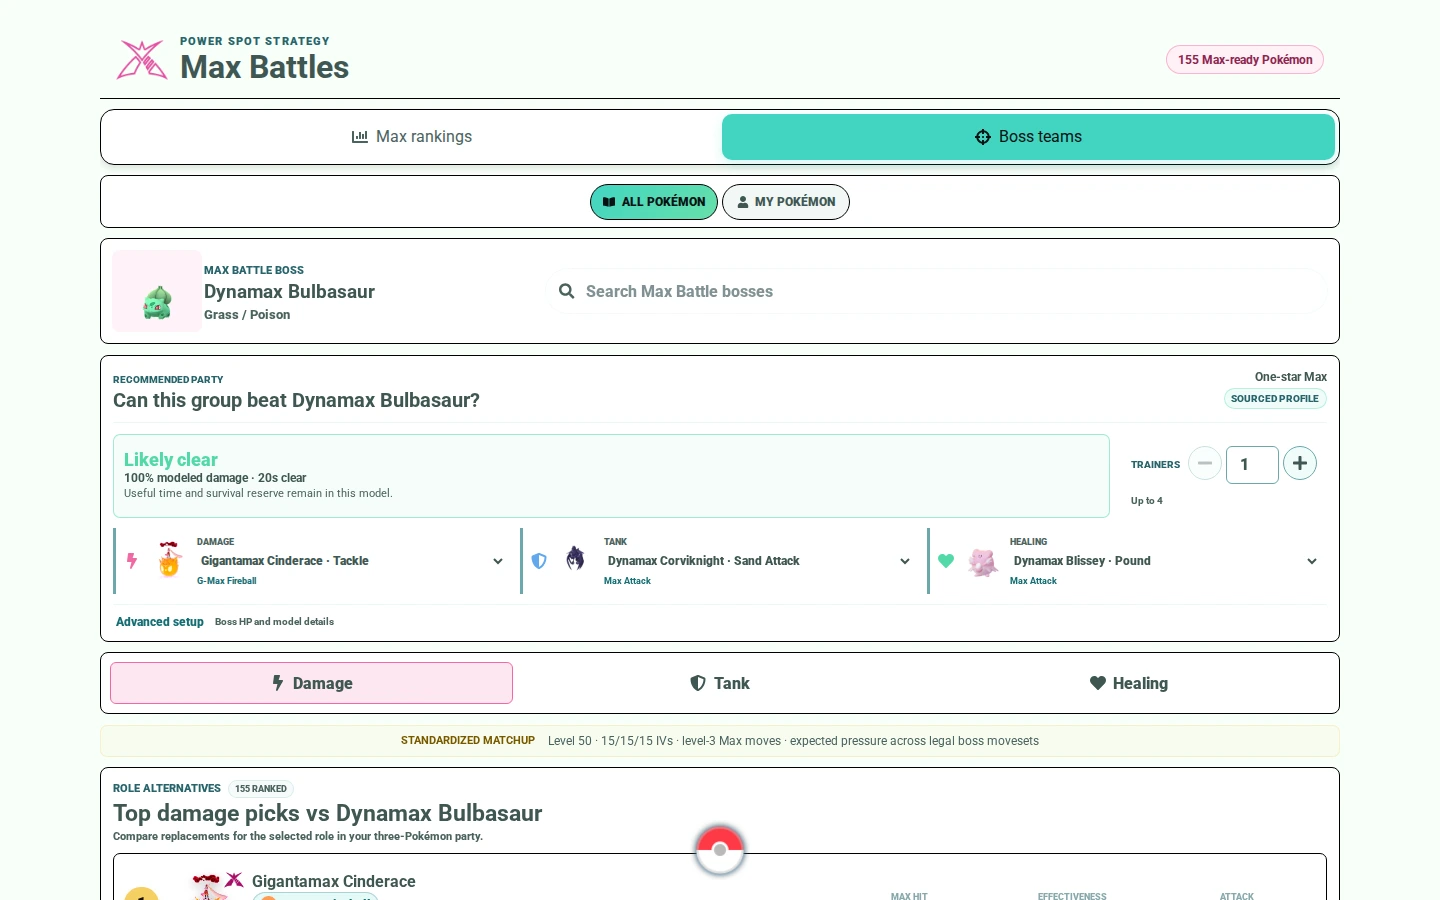 POWER SPOT STRATEGY
Max Battles
155 Max-ready Pokémon
Max rankings
Boss teams
ALL POKÉMON
MY POKÉMON
MAX BATTLE BOSS
Dynamax Bulbasaur
Grass / Poison
Search Max Battle bosses
RECOMMENDED PARTY
Can this group beat Dynamax Bulbasaur?
One-star Max
SOURCED PROFILE
Likely clear
100% modeled damage · 20s clear
Useful time and survival reserve remain in this model.
TRAINERS
1
Up to 4
DAMAGE
Gigantamax Cinderace · Tackle
G-Max Fireball
TANK
Dynamax Corviknight · Sand Attack
Max Attack
HEALING
Dynamax Blissey · Pound
Max Attack
Advanced setup
Boss HP and model details
Damage
Tank
Healing
STANDARDIZED MATCHUP
Level 50 · 15/15/15 IVs · level-3 Max moves · expected pressure across legal boss movesets
ROLE ALTERNATIVES
155 RANKED
Top damage picks vs Dynamax Bulbasaur
Compare replacements for the selected role in your three-Pokémon party.
Gigantamax Cinderace
MAX HIT
EFFECTIVENESS
ATTACK